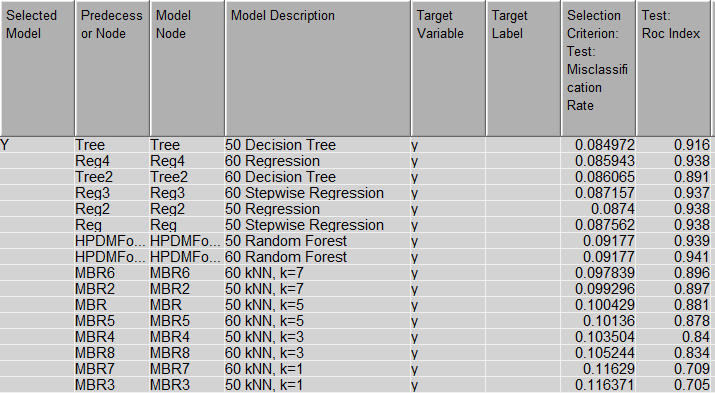 Selected Model Predecess or Node Model Node Model Description Target Variable Target Label Selection Criterion: Test: Misclassifi cation Rate Test: Roc Index
Y Tree Tree 50 Decision Tree y 0.084972 0.916
Reg4 Reg4 60 Regression y 0.085943 0.938
Tree2 Tree2 60 Decision Tree y 0.086065 0.891
Reg3 Reg3 60 Stepwise Regression y 0.087157 0.937
Reg2 Reg2 50 Regression y 0.0874 0.938
Reg Reg 50 Stepwise Regression y 0.087562 0.938
HPDMFo... HPDMFo... 50 Random Forest y 0.09177 0.939
HPDMFo... HPDMFo... 60 Random Forest y 0.09177 0.941
MBR6 MBR6 60 kNN, k=7 y 0.097839 0.896
MBR2 MBR2 50 kNN, k=7 y 0.099296 0.897
MBR MBR 50 kNN, k=5 y 0.100429 0.881
MBR5 MBR5 60 kNN, k=5 y 0.10136 0.878
MBR4 MBR4 50 kNN, k=3 y 0.103504 0.84
MBR8 MBR8 60 kNN, k=3 y 0.105244 0.834
MBR7 MBR7 60 kNN, k=1 y 0.11629 0.709
MBR3 MBR3 50 kNN, k=1 y 0.116371 0.705